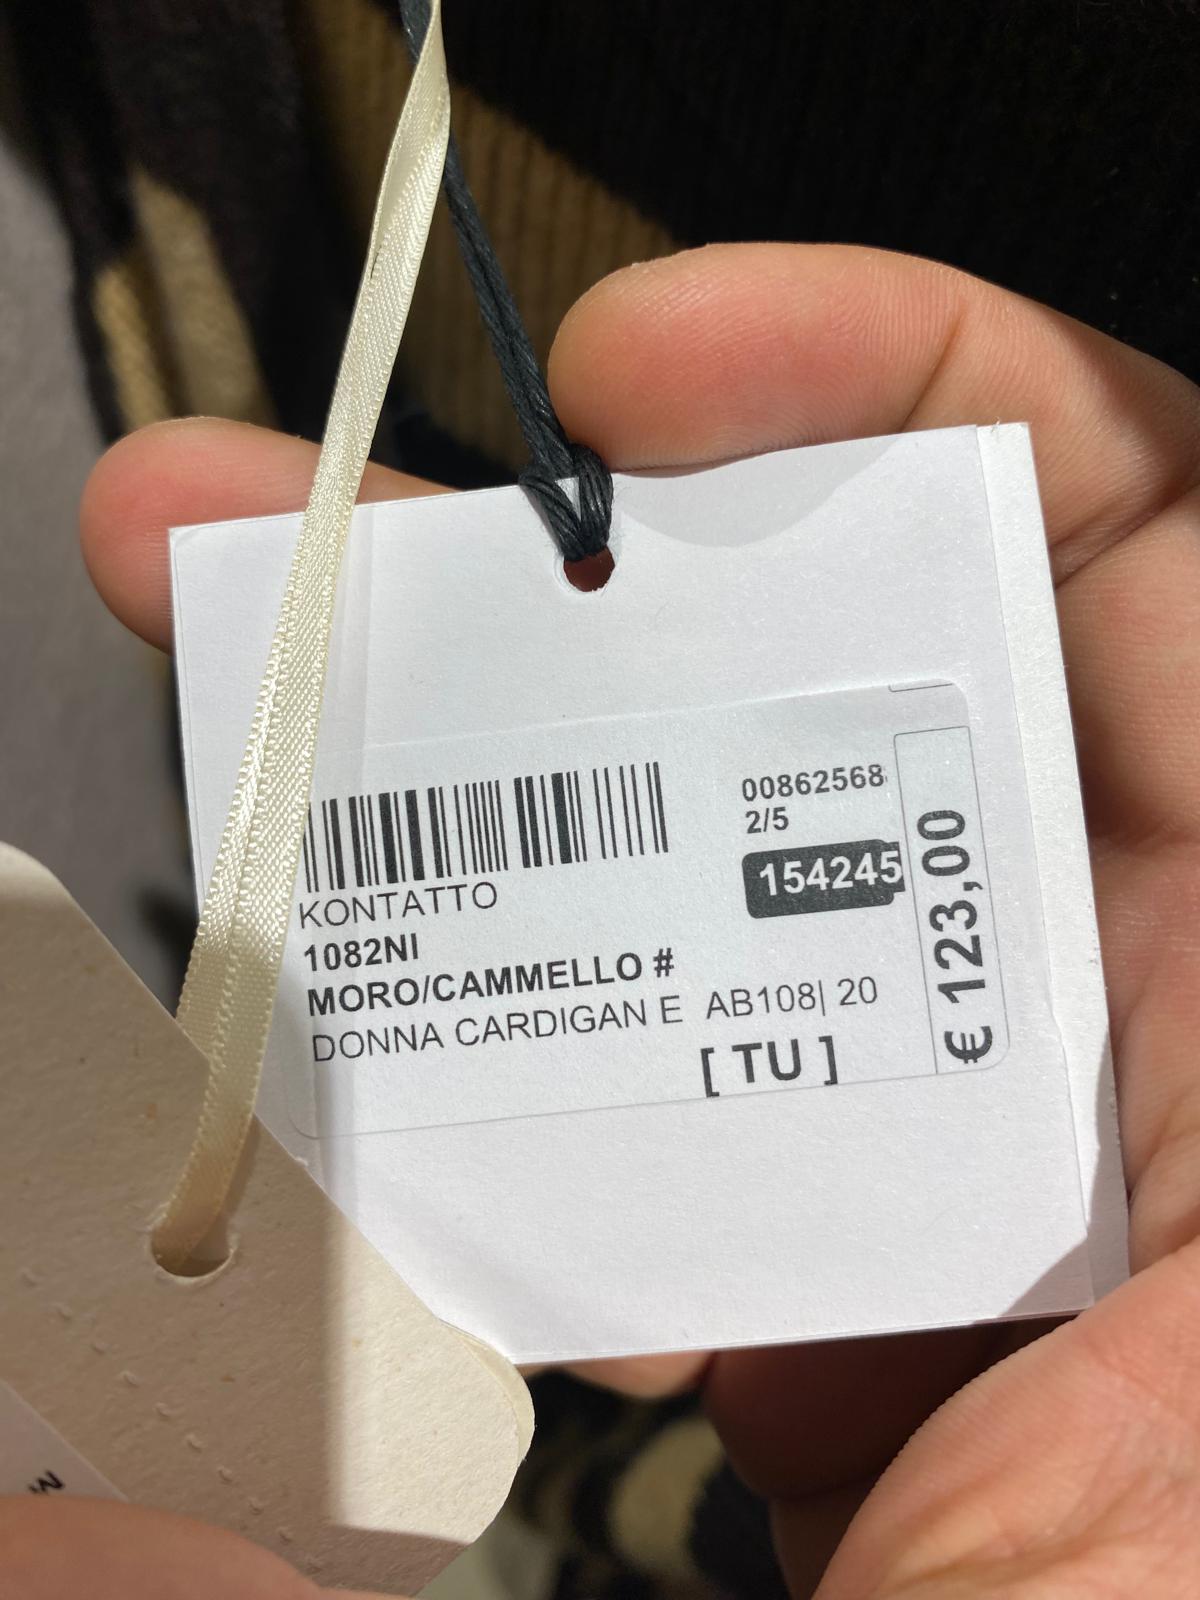 00862568
2/5
154245
€ 123,00
KONTATTO
1082NI
MORO/CAMMELLO #
DONNA CARDIGAN E AB108| 20
[ TU ]